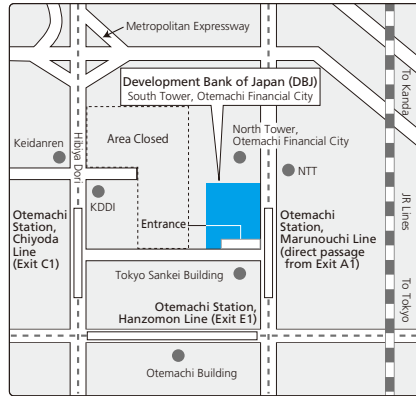 Metropolitan Expressway
Development Bank of Japan (DBJ)
South Tower, Otemachi Financial City
To Kanda
Area Closed
North Tower,
Otemachi Financial City
Keidanren
Hibiya Dori
NTT
KDDI
JR Lines
Otemachi
Station,
Chiyoda
Line
(Exit C1)
Entrance
Otemachi
Station,
Marunouchi Line
(direct passage
from Exit A1)
Tokyo Sankei Building
To Tokyo
Otemachi Station,
Hanzomon Line (Exit E1)
Otemachi Building